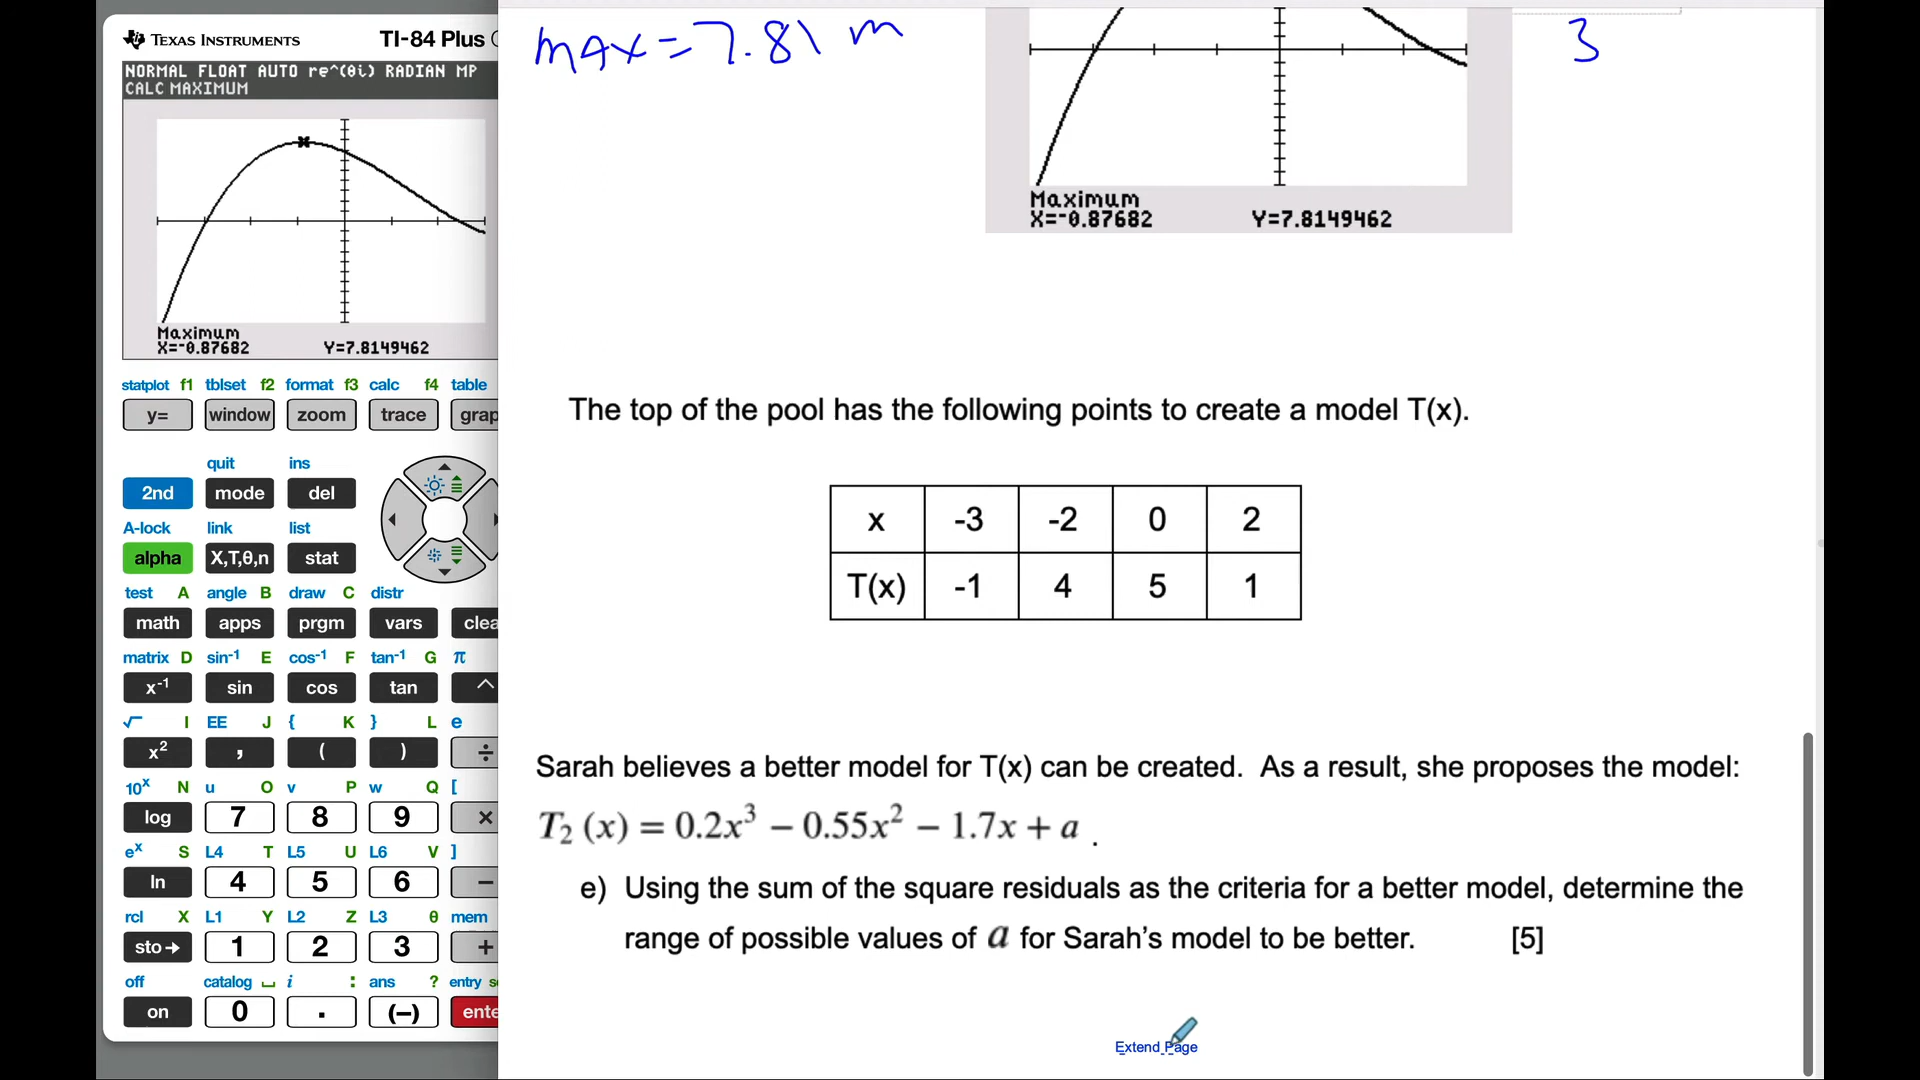 TEXAS INSTRUMENTS TI-84 Plus
NORMAL FLOAT AUTO re^(θi) RADIAN MP
CALC MAXIMUM
Maximum
X=-0.87682 Y=7.8149462
statplot f1 tblset f2 format f3 calc f4 table
y= window zoom trace grap
quit ins
2nd mode del
A-lock link list
alpha X,T,θ,n stat
test A angle B draw C distr
math apps prgm vars clea
matrix D sin⁻¹ E cos⁻¹ F tan⁻¹ G π
x⁻¹ sin cos tan ^
√ I EE J { K } L e
x² , ( ) ÷
10ˣ N u O v P w Q [
log 7 8 9 ×
eˣ S L4 T L5 U L6 V ]
ln 4 5 6 −
rcl X L1 Y L2 Z L3 θ mem
sto→ 1 2 3 +
off catalog ⎵ i : ans ? entry s
on 0 . (−) ente
max = 7.81 m
3
Maximum
X=-0.87682 Y=7.8149462
The top of the pool has the following points to create a model T(x).
x -3 -2 0 2
T(x) -1 4 5 1
Sarah believes a better model for T(x) can be created. As a result, she proposes the model:
T₂ (x) = 0.2x³ − 0.55x² − 1.7x + a .
e) Using the sum of the square residuals as the criteria for a better model, determine the
range of possible values of a for Sarah's model to be better. [5]
Extend Page